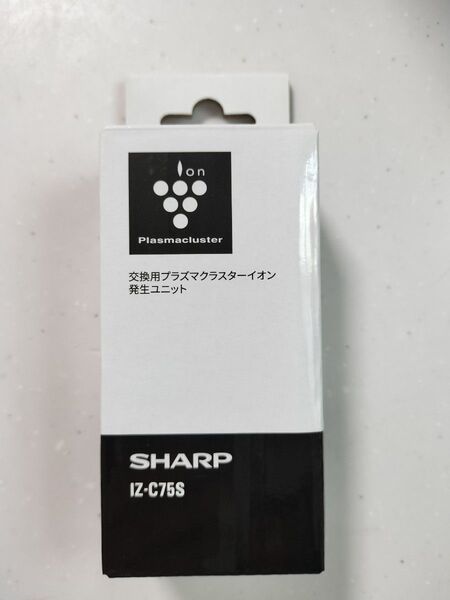 Ion
Plasmacluster
交換用プラズマクラスターイオン
発生ユニット
SHARP
IZ-C75S